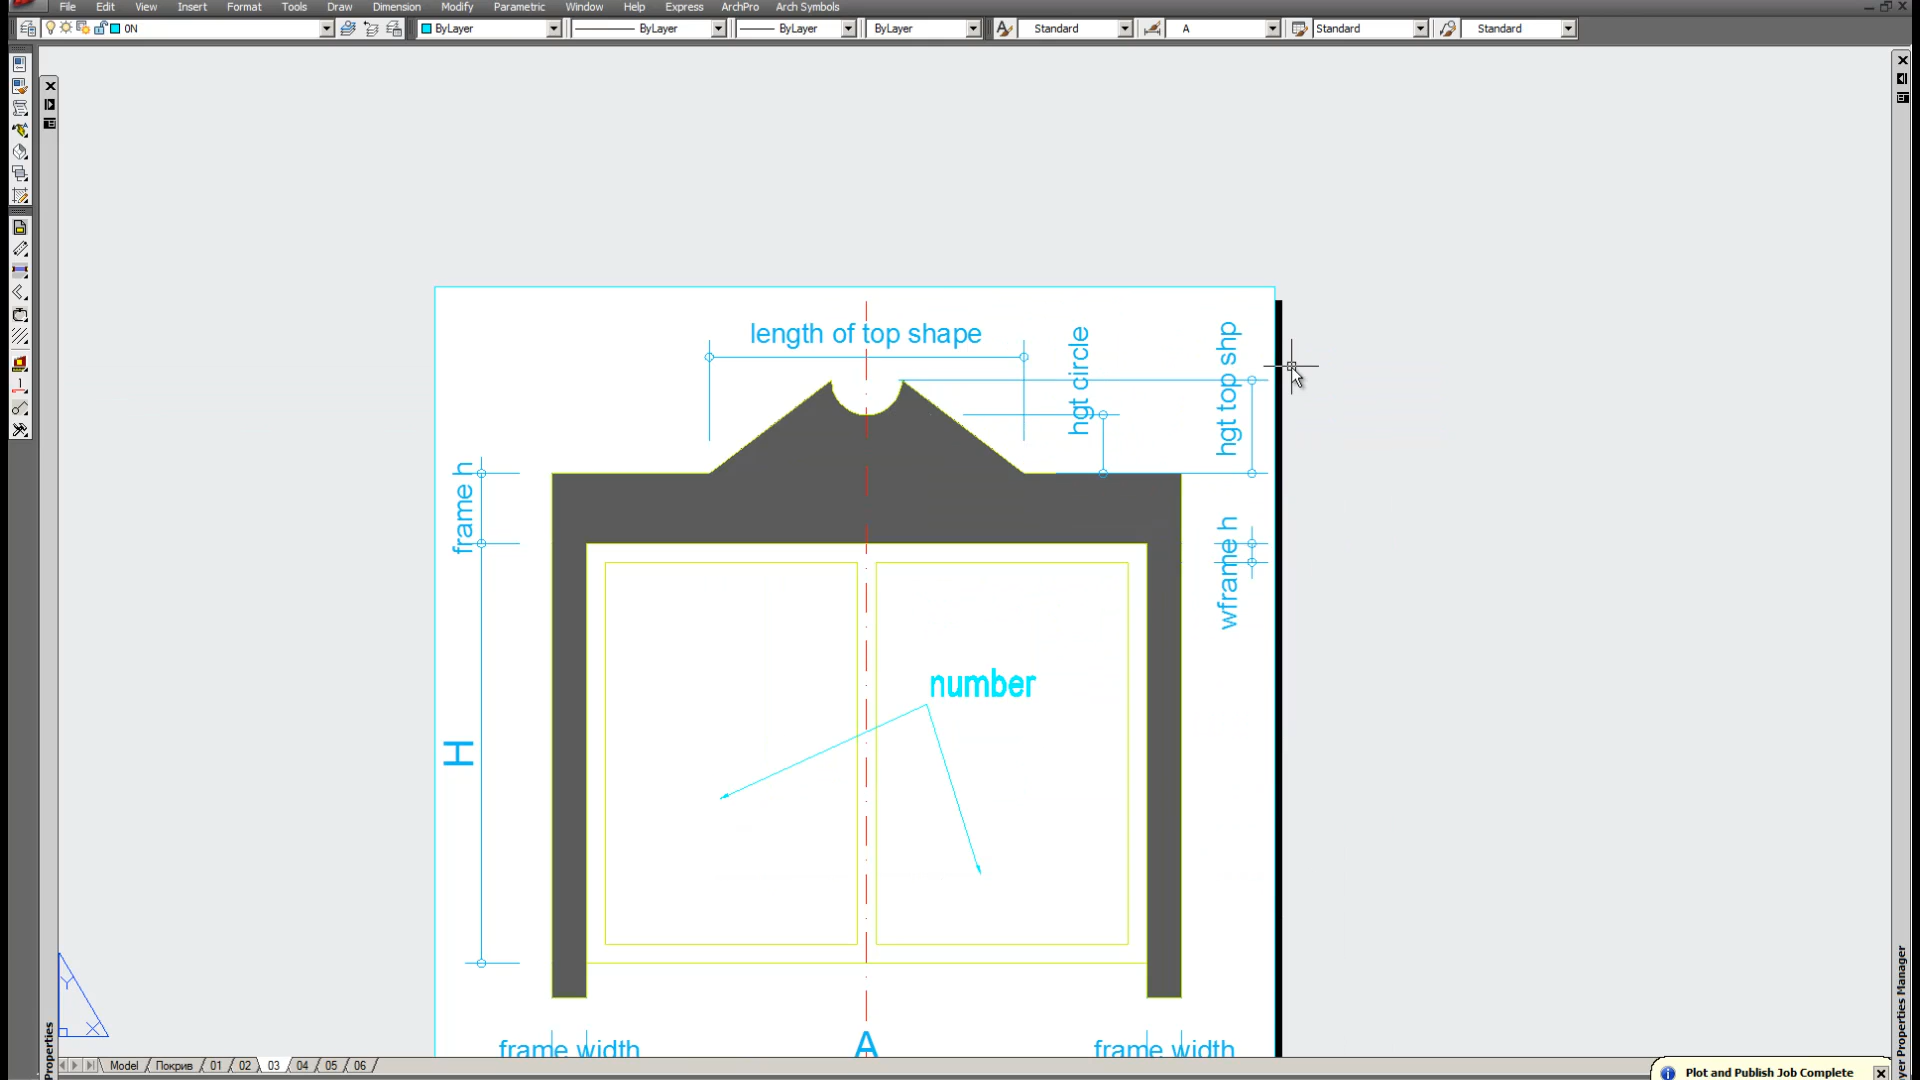 File Edit View Insert Format Tools Draw Dimension Modify Parametric Window Help Express ArchPro Arch Symbols
0N ByLayer ByLayer ByLayer ByLayer Standard A Standard Standard
length of top shape
hgt circle
hgt top shp
frame h
wframe h
number
H
Y
X
A
frame width
frame width
Properties
yer Properties Manager
Model Покрив 01 02 03 04 05 06
Plot and Publish Job Complete